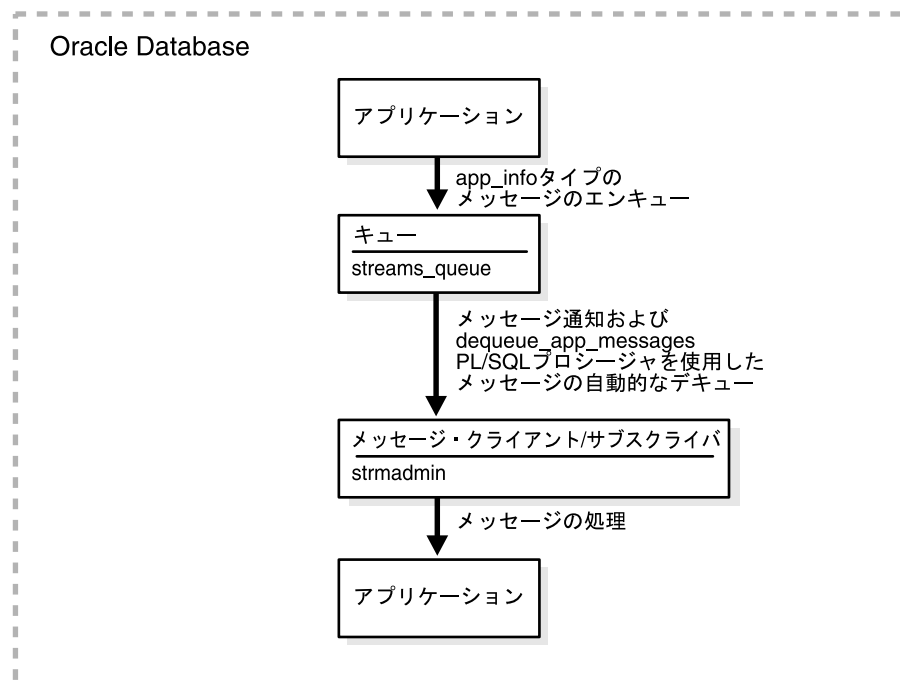 Oracle Database
アプリケーション
app_infoタイプの
メッセージのエンキュー
キュー
streams_queue
メッセージ通知および
dequeue_app_messages
PL/SQLプロシージャを使用した
メッセージの自動的なデキュー
メッセージ・クライアント/サブスクライバ
strmadmin
メッセージの処理
アプリケーション